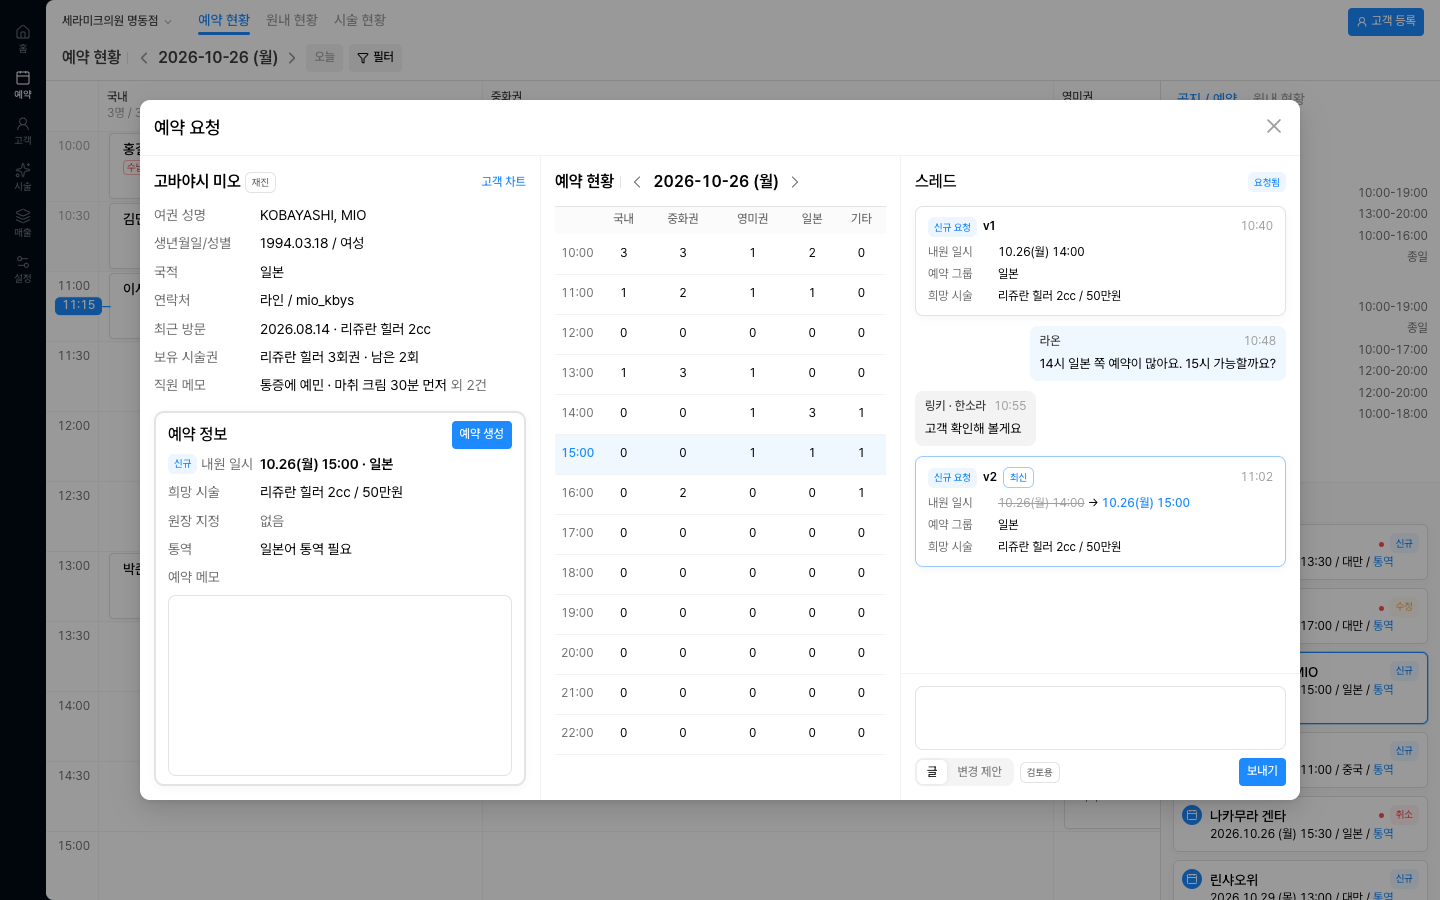 세라미크의원 명동점
예약 현황 원내 현황 시술 현황
고객 등록
예약 현황 2026-10-26 (월) 오늘 필터
홈
예약
고객
시술
매출
설정
국내
3명
중화권
영미권
공지 / 예약 원내 현황
10:00
10:30
11:00
11:15
11:30
12:00
12:30
13:00
13:30
14:00
14:30
15:00
예약 요청
고바야시 미오 재진 고객 차트
여권 성명 KOBAYASHI, MIO
생년월일/성별 1994.03.18 / 여성
국적 일본
연락처 라인 / mio_kbys
최근 방문 2026.08.14 · 리쥬란 힐러 2cc
보유 시술권 리쥬란 힐러 3회권 · 남은 2회
직원 메모 통증에 예민 · 마취 크림 30분 먼저 외 2건
예약 정보 예약 생성
신규 내원 일시 10.26(월) 15:00 · 일본
희망 시술 리쥬란 힐러 2cc / 50만원
원장 지정 없음
통역 일본어 통역 필요
예약 메모
예약 현황 2026-10-26 (월)
국내 중화권 영미권 일본 기타
10:00 3 3 1 2 0
11:00 1 2 1 1 0
12:00 0 0 0 0 0
13:00 1 3 1 0 0
14:00 0 0 1 3 1
15:00 0 0 1 1 1
16:00 0 2 0 0 1
17:00 0 0 0 0 0
18:00 0 0 0 0 0
19:00 0 0 0 0 0
20:00 0 0 0 0 0
21:00 0 0 0 0 0
22:00 0 0 0 0 0
스레드 요청됨
신규 요청 v1 10:40
내원 일시 10.26(월) 14:00
예약 그룹 일본
희망 시술 리쥬란 힐러 2cc / 50만원
라온 10:48
14시 일본 쪽 예약이 많아요. 15시 가능할까요?
링키 · 한소라 10:55
고객 확인해 볼게요
신규 요청 v2 최신 11:02
내원 일시 10.26(월) 14:00 → 10.26(월) 15:00
예약 그룹 일본
희망 시술 리쥬란 힐러 2cc / 50만원
글 변경 제안 검토용 보내기
10:00-19:00
13:00-20:00
10:00-16:00
종일
10:00-19:00
종일
10:00-17:00
12:00-20:00
12:00-20:00
10:00-18:00
신규
13:30 / 대만 / 통역
수정
17:00 / 대만 / 통역
신규
15:00 / 일본 / 통역
신규
11:00 / 중국 / 통역
나카무라 겐타 취소
2026.10.26 (월) 15:30 / 일본 / 통역
린샤오위 신규
2026.10.29 (목) 13:00 / 대만 / 통역